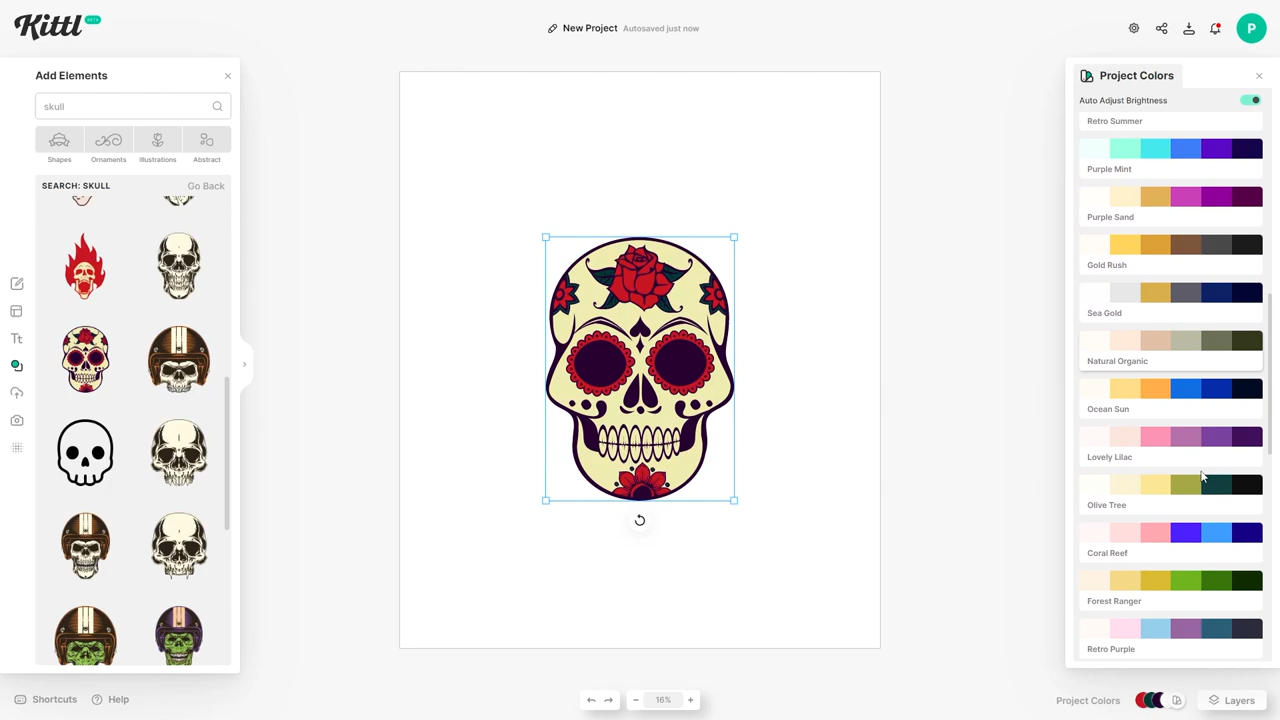 Kittl BETA
New Project Autosaved just now
P
Add Elements
skull
Shapes Ornaments Illustrations Abstract
SEARCH: SKULL Go Back
Tt
Project Colors
Auto Adjust Brightness
Retro Summer
Purple Mint
Purple Sand
Gold Rush
Sea Gold
Natural Organic
Ocean Sun
Lovely Lilac
Olive Tree
Coral Reef
Forest Ranger
Retro Purple
Shortcuts Help
16%
Project Colors
Layers